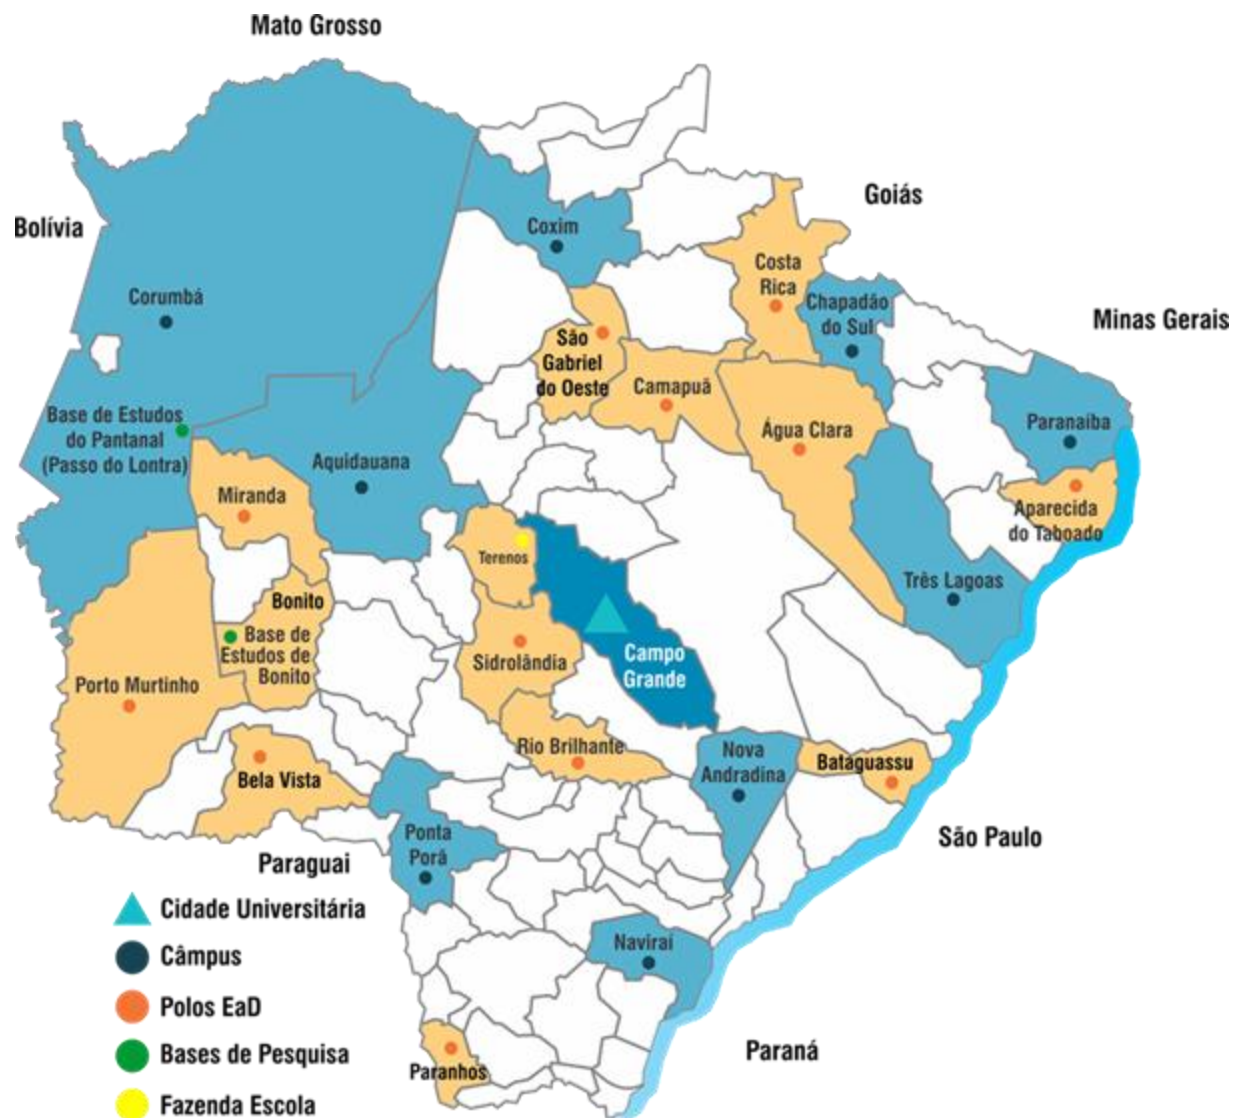 Mato Grosso
Goiás
Bolívia
Coxim
Costa
Rica
Corumbá
Chapadão
do Sul
Minas Gerais
São
Gabriel
do Oeste
Camapuã
Base de Estudos
do Pantanal
(Passo do Lontra)
Água Clara
Paranaíba
Aquidauana
Miranda
Aparecida
do Taboado
Terenos
Três Lagoas
Bonito
Base de
Estudos de
Bonito
Campo
Grande
Sidrolândia
Porto Murtinho
Rio Brilhante
Nova
Andradina
Bataguassu
Bela Vista
Ponta
Porã
São Paulo
Paraguai
Cidade Universitária
Câmpus
Naviraí
Polos EaD
Bases de Pesquisa
Paraná
Paranhos
Fazenda Escola